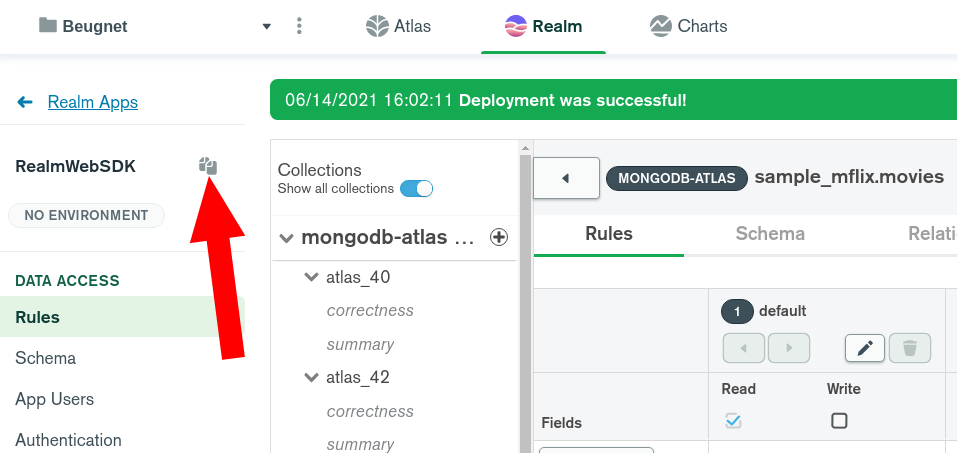 Beugnet
Atlas
Realm
Charts
Realm Apps
06/14/2021 16:02:11 Deployment was successful!
RealmWebSDK
NO ENVIRONMENT
DATA ACCESS
Rules
Schema
App Users
Authentication
Collections
Show all collections
mongodb-atlas ...
atlas_40
correctness
summary
atlas_42
correctness
summary
MONGODB-ATLAS sample_mflix.movies
Rules
Schema
Relati
1 default
Read
Write
Fields